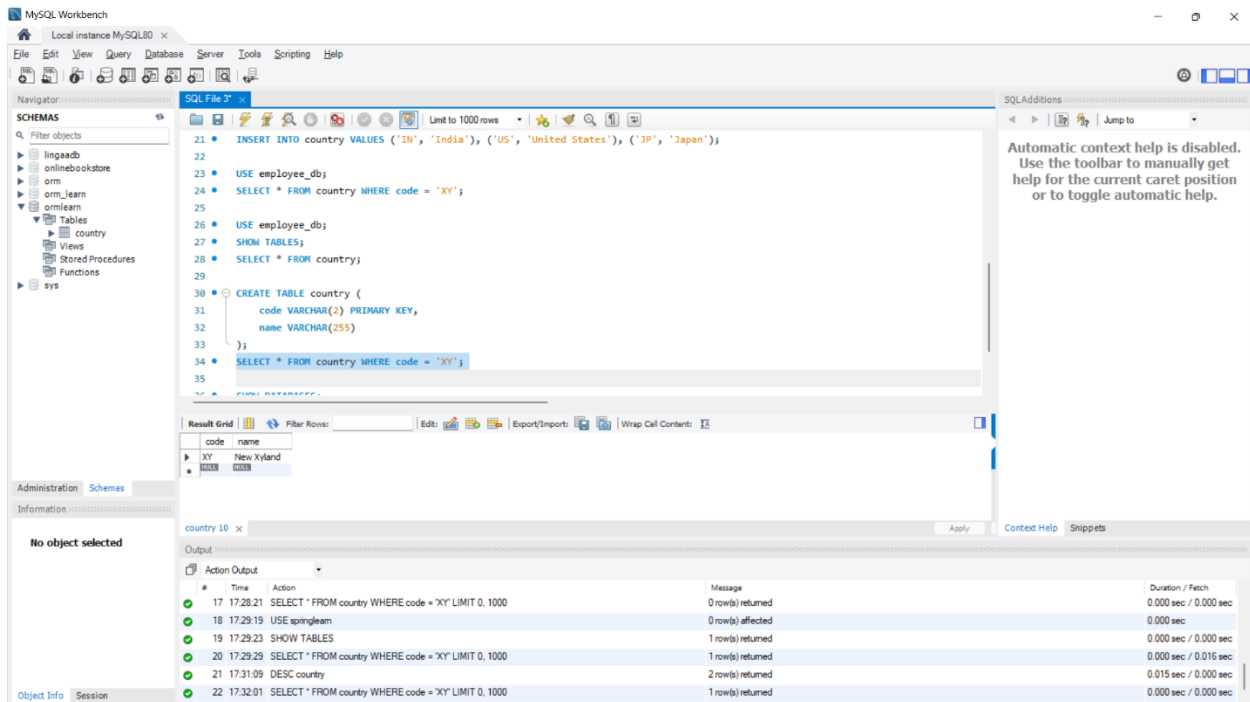 MySQL Workbench
Local instance MySQL80
File Edit View Query Database Server Tools Scripting Help
Navigator
SCHEMAS
Filter objects
lingaadb
onlinebookstore
orm
orm_learn
ormlearn
Tables
country
Views
Stored Procedures
Functions
sys
Administration Schemas
Information
No object selected
Object Info Session
SQL File 3*
Limit to 1000 rows
21 INSERT INTO country VALUES ('IN', 'India'), ('US', 'United States'), ('JP', 'Japan');
22
23 USE employee_db;
24 SELECT * FROM country WHERE code = 'XY';
25
26 USE employee_db;
27 SHOW TABLES;
28 SELECT * FROM country;
29
30 CREATE TABLE country (
31 code VARCHAR(2) PRIMARY KEY,
32 name VARCHAR(255)
33 );
34 SELECT * FROM country WHERE code = 'XY';
35
36 SHOW DATABASES;
Result Grid Filter Rows: Edit: Export/Import: Wrap Cell Content:
code name
XY New Xyland
NULL NULL
country 10
Apply
SQLAdditions
Jump to
Automatic context help is disabled.
Use the toolbar to manually get
help for the current caret position
or to toggle automatic help.
Context Help Snippets
Output
Action Output
# Time Action Message Duration / Fetch
17 17:28:21 SELECT * FROM country WHERE code = 'XY' LIMIT 0, 1000 0 row(s) returned 0.000 sec / 0.000 sec
18 17:29:19 USE springlearn 0 row(s) affected 0.000 sec
19 17:29:23 SHOW TABLES 1 row(s) returned 0.000 sec / 0.000 sec
20 17:29:29 SELECT * FROM country WHERE code = 'XY' LIMIT 0, 1000 1 row(s) returned 0.000 sec / 0.016 sec
21 17:31:09 DESC country 2 row(s) returned 0.015 sec / 0.000 sec
22 17:32:01 SELECT * FROM country WHERE code = 'XY' LIMIT 0, 1000 1 row(s) returned 0.000 sec / 0.000 sec